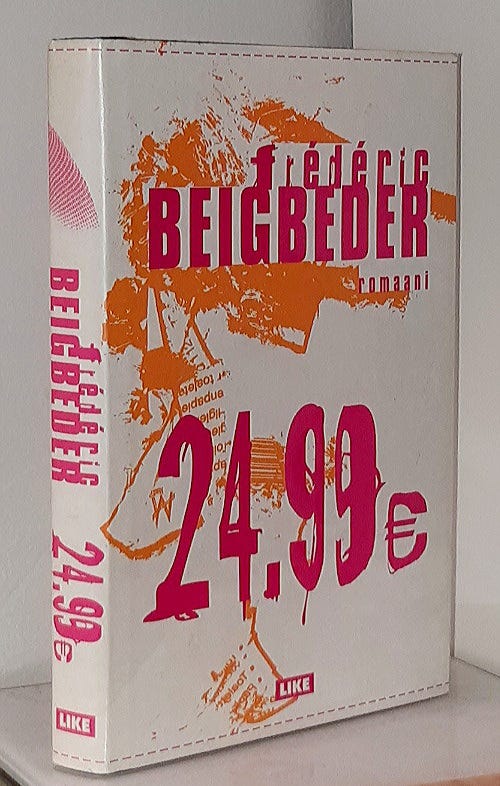 frédéric
BEIGBEDER
romaani
24.99€
LIKE
frédéric
BEIGBEDER
24.99€
LIKE